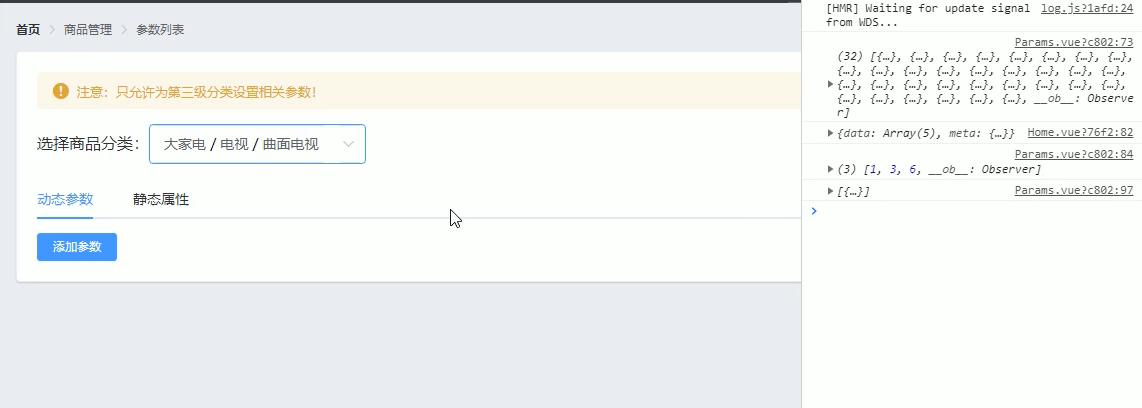 首页 > 商品管理 > 参数列表
注意：只允许为第三级分类设置相关参数！
选择商品分类： 大家电 / 电视 / 曲面电视
动态参数 静态属性
添加参数
[HMR] Waiting for update signal log.js?1afd:24
from WDS...
Params.vue?c802:73
(32) [{…}, {…}, {…}, {…}, {…}, {…}, {…}, {…},
{…}, {…}, {…}, {…}, {…}, {…}, {…}, {…}, {…},
{…}, {…}, {…}, {…}, {…}, {…}, {…}, {…}, {…},
{…}, {…}, {…}, {…}, {…}, {…}, __ob__: Observe
r]
{data: Array(5), meta: {…}} Home.vue?76f2:82
Params.vue?c802:84
(3) [1, 3, 6, __ob__: Observer]
[{…}] Params.vue?c802:97